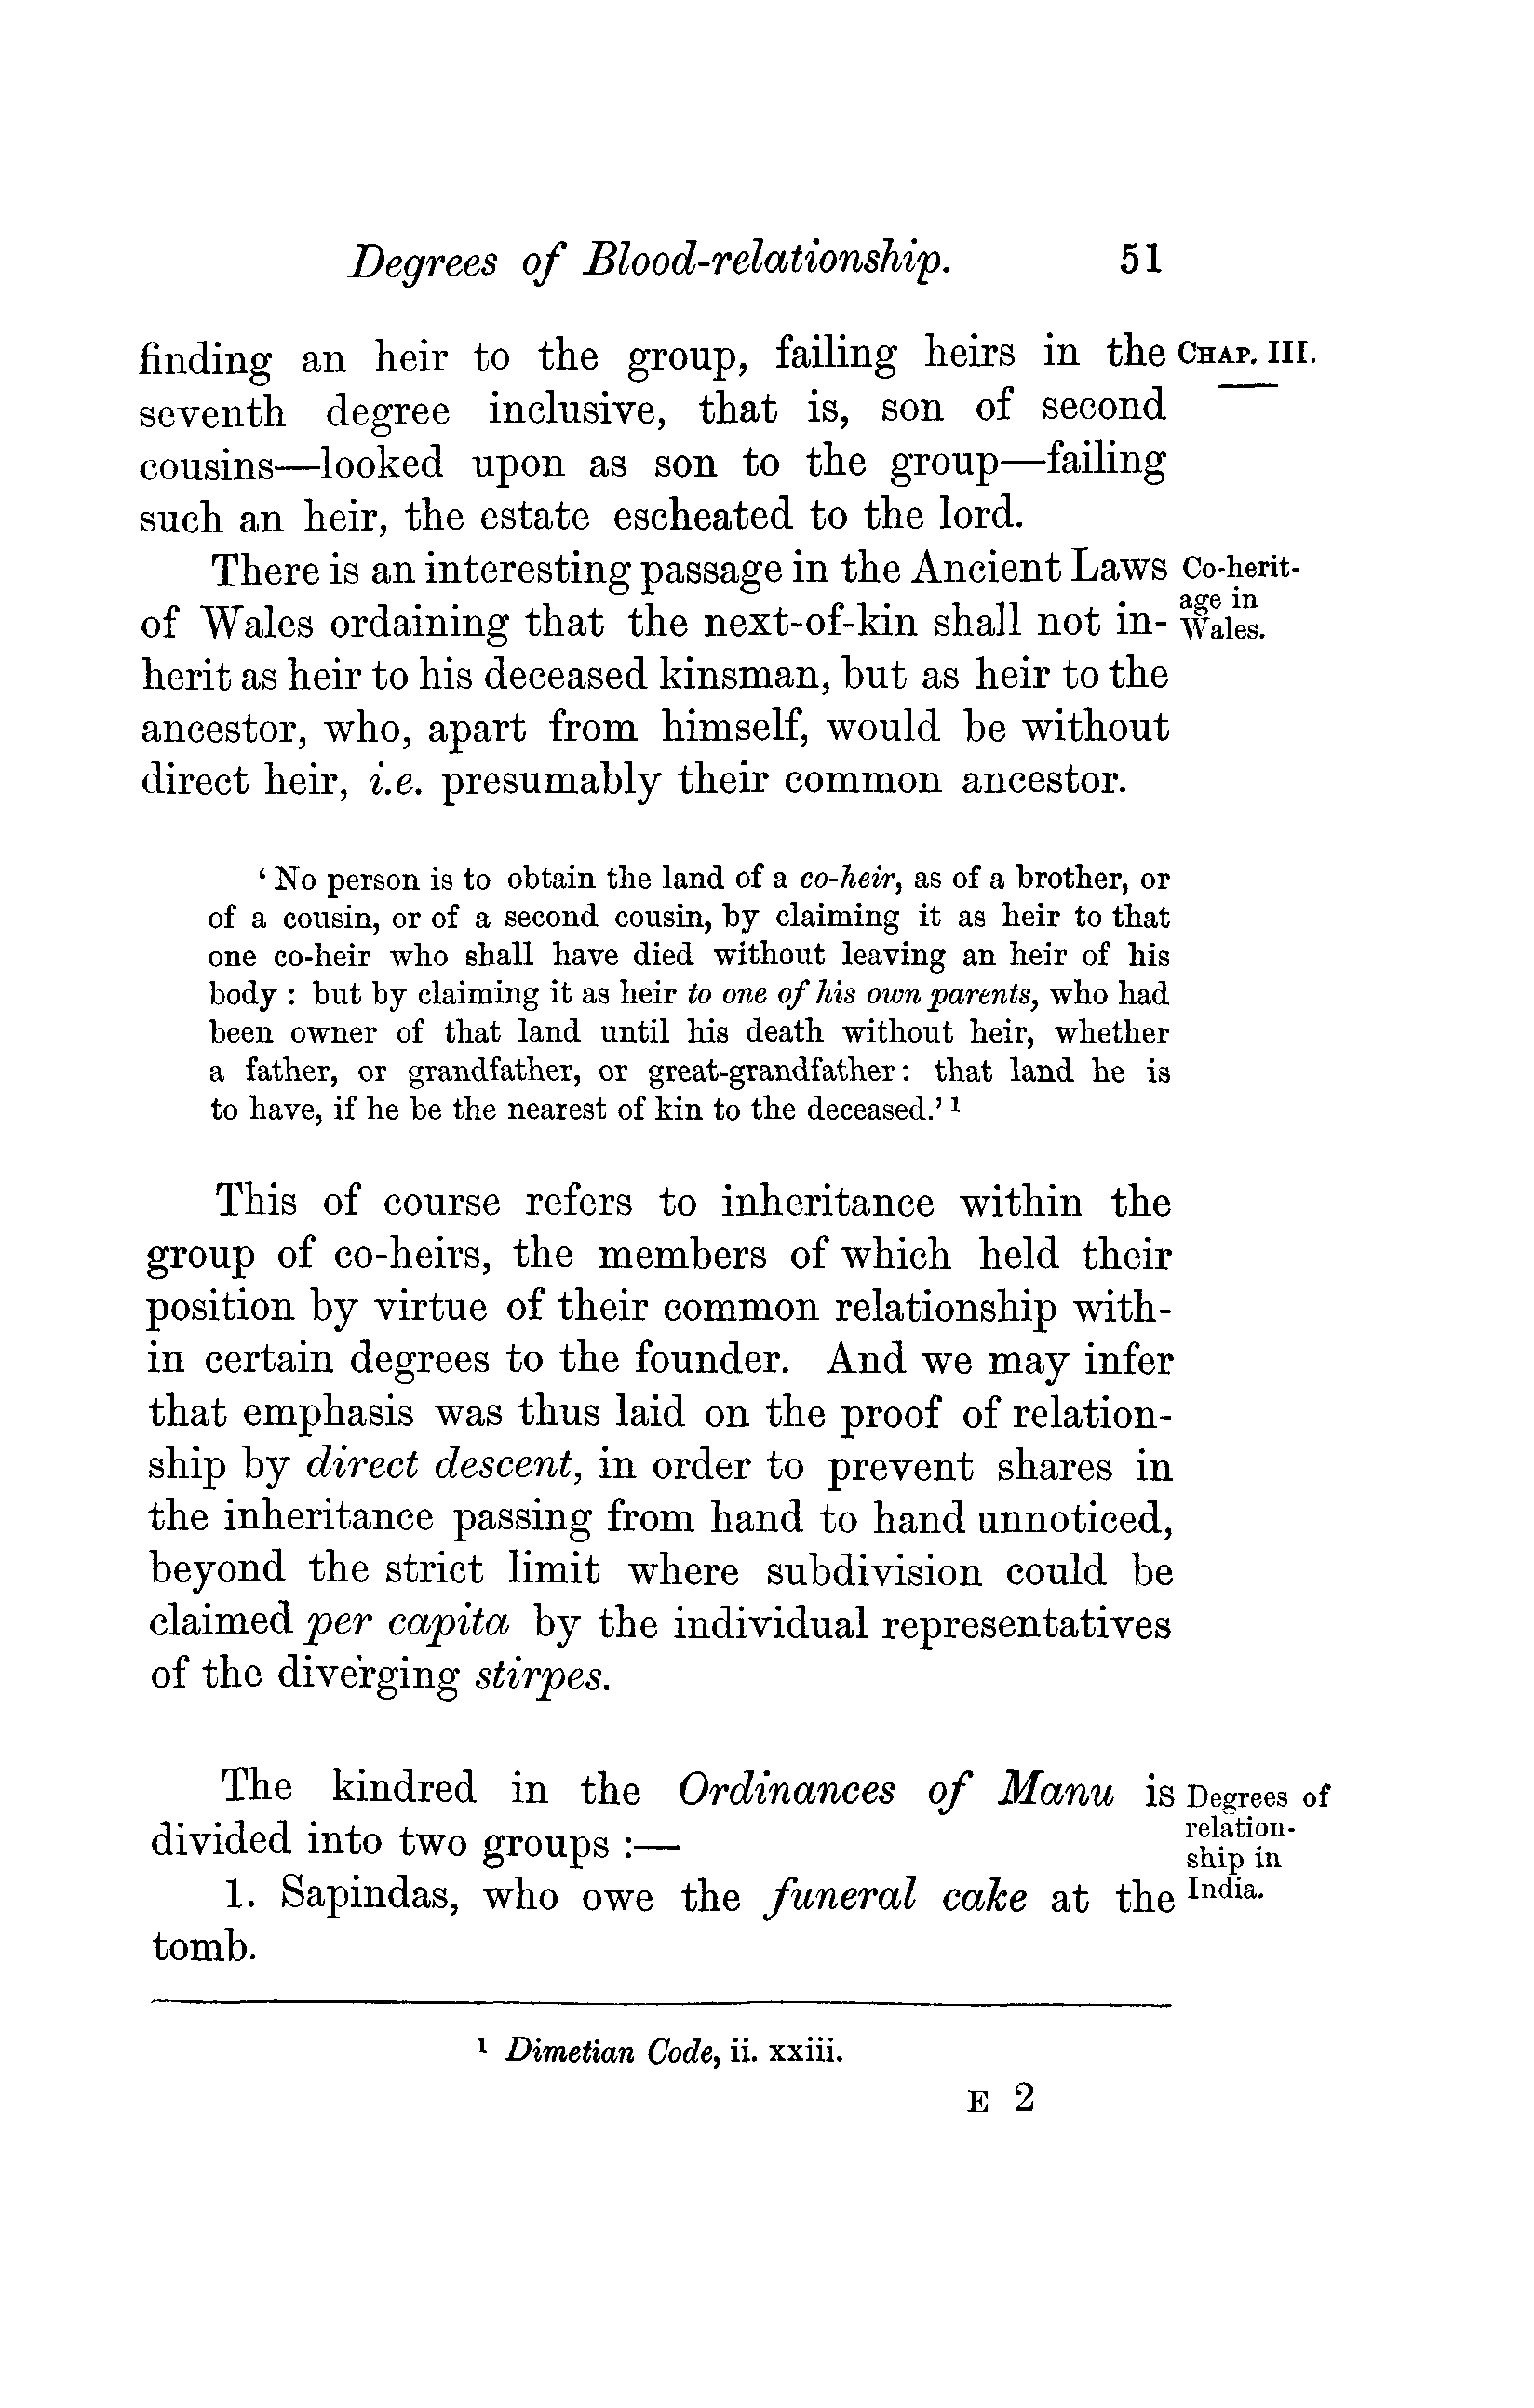 Degrees of Blood-relationship. 51
finding an heir to the group, failing heirs in the CHAP. III.
seventh degree inclusive, that is, son of second
cousins—looked upon as son to the group—failing
such an heir, the estate escheated to the lord.
There is an interesting passage in the Ancient Laws
of Wales ordaining that the next-of-kin shall not in-
herit as heir to his deceased kinsman, but as heir to the
ancestor, who, apart from himself, would be without
direct heir, i.e. presumably their common ancestor.
Co-herit-
age in
Wales.
‘No person is to obtain the land of a co-heir, as of a brother, or
of a cousin, or of a second cousin, by claiming it as heir to that
one co-heir who shall have died without leaving an heir of his
body : but by claiming it as heir to one of his own parents, who had
been owner of that land until his death without heir, whether
a father, or grandfather, or great-grandfather: that land he is
to have, if he be the nearest of kin to the deceased.’ 1
This of course refers to inheritance within the
group of co-heirs, the members of which held their
position by virtue of their common relationship with-
in certain degrees to the founder. And we may infer
that emphasis was thus laid on the proof of relation-
ship by direct descent, in order to prevent shares in
the inheritance passing from hand to hand unnoticed,
beyond the strict limit where subdivision could be
claimed per capita by the individual representatives
of the diverging stirpes.
The kindred in the Ordinances of Manu is
divided into two groups :—
1. Sapindas, who owe the funeral cake at the
tomb.
Degrees of
relation-
ship in
India.
1 Dimetian Code, ii. xxiii.
E 2